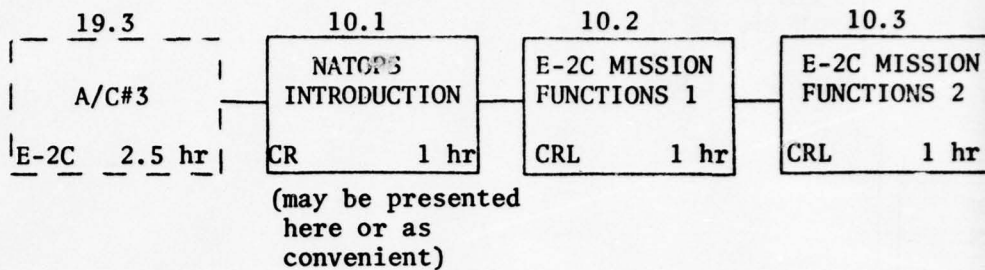 19.3
A/C#3
E-2C 2.5 hr
10.1
NATOPS
INTRODUCTION
CR 1 hr
(may be presented
here or as
convenient)
10.2
E-2C MISSION
FUNCTIONS 1
CRL 1 hr
10.3
E-2C MISSION
FUNCTIONS 2
CRL 1 hr